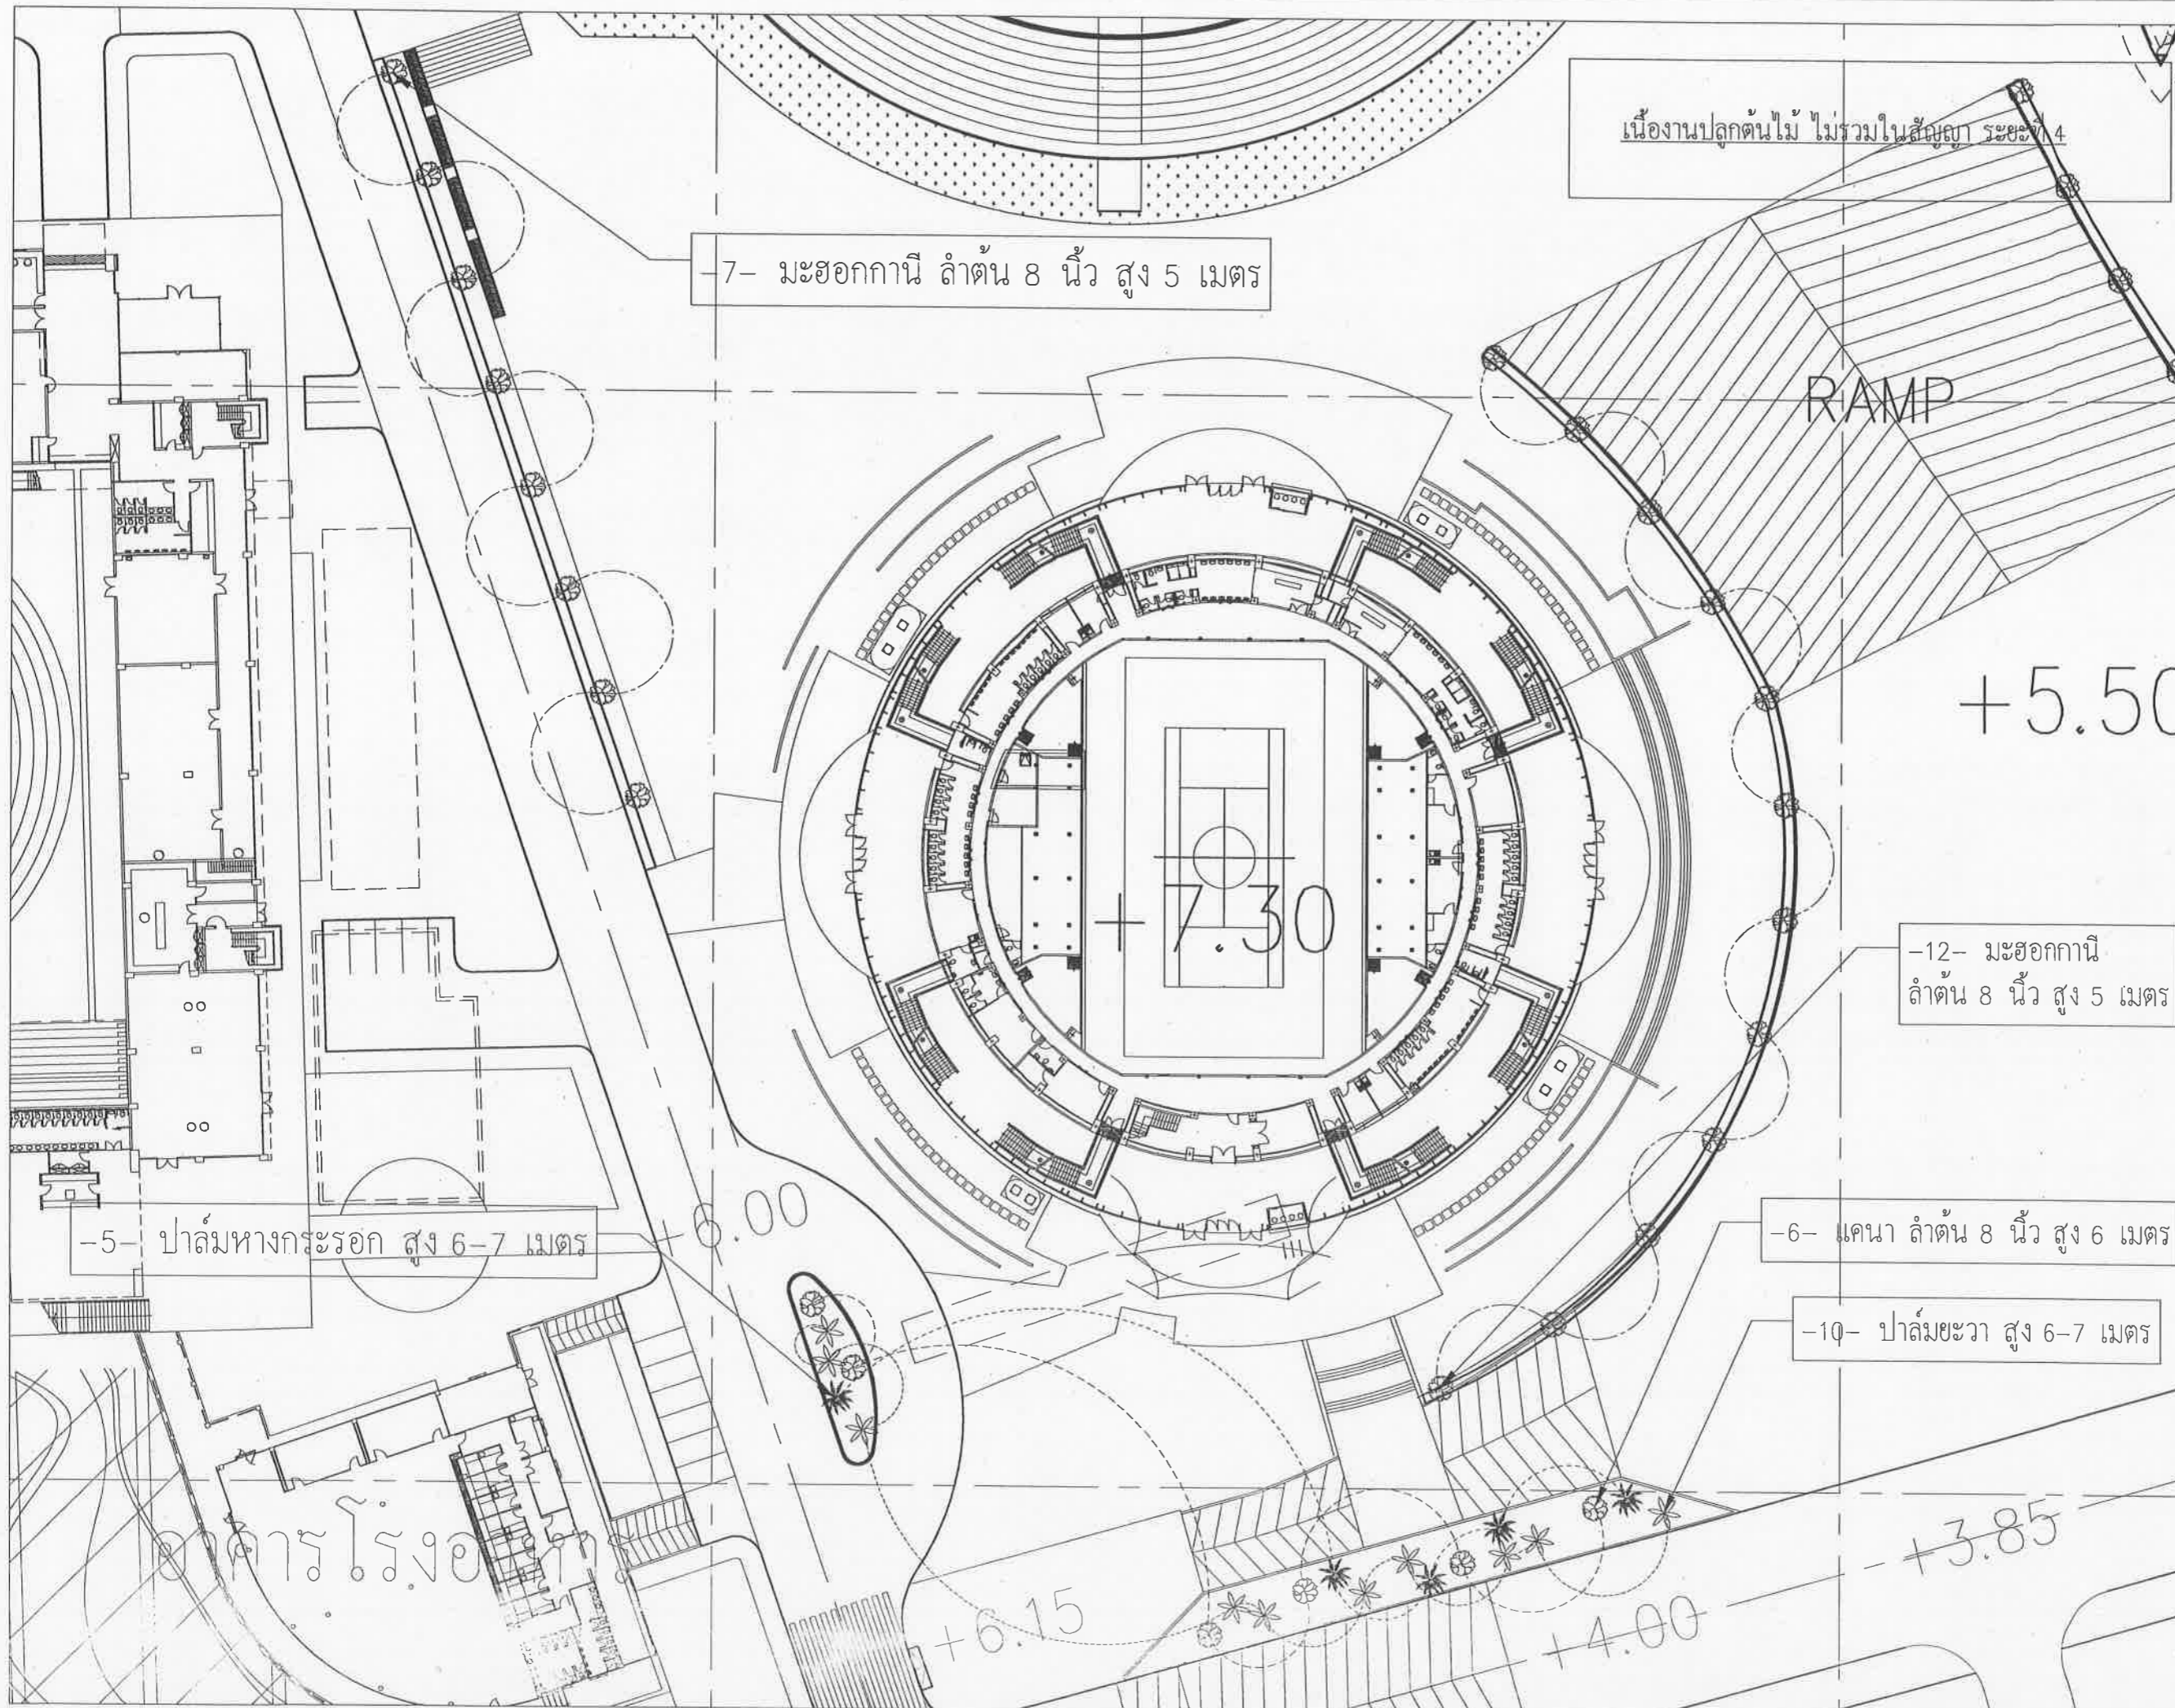 เนื้องานปลูกต้นไม้ ไม่รวมในสัญญา ระยะที่ 4
-7- มะฮอกกานี ลำต้น 8 นิ้ว สูง 5 เมตร
RAMP
+5.50
+7.30
-12- มะฮอกกานี
ลำต้น 8 นิ้ว สูง 5 เมตร
-5- ปาล์มหางกระรอก สูง 6-7 เมตร
+6.00
-6- แคนา ลำต้น 8 นิ้ว สูง 6 เมตร
-10- ปาล์มยะวา สูง 6-7 เมตร
+3.85
+6.15
+4.00